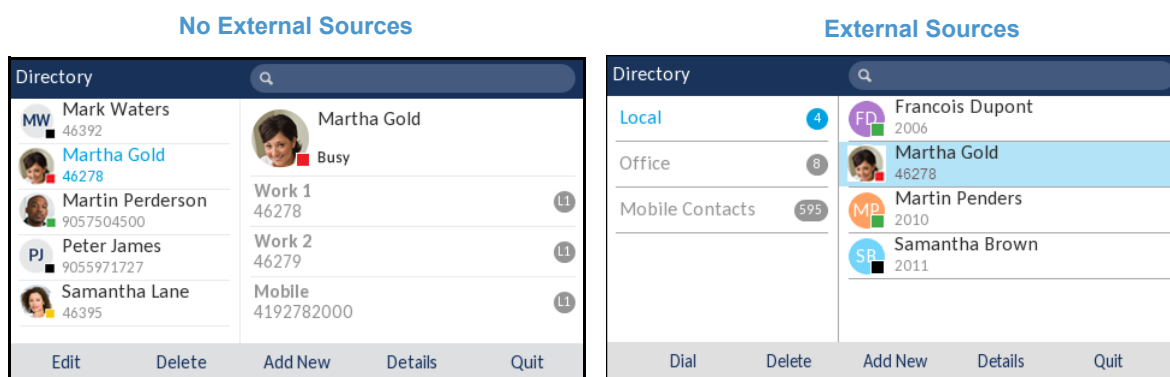 No External Sources
Directory
MW
Mark Waters
46392
Martha Gold
46278
Martin Perderson
9057504500
PJ
Peter James
9055971727
Samantha Lane
46395
Martha Gold
Busy
Work 1
46278
L1
Work 2
46279
L1
Mobile
4192782000
L1
Edit Delete Add New Details Quit
External Sources
Directory
Local 4
Office 8
Mobile Contacts 595
FD
Francois Dupont
2006
Martha Gold
46278
MP
Martin Penders
2010
SB
Samantha Brown
2011
Dial Delete Add New Details Quit